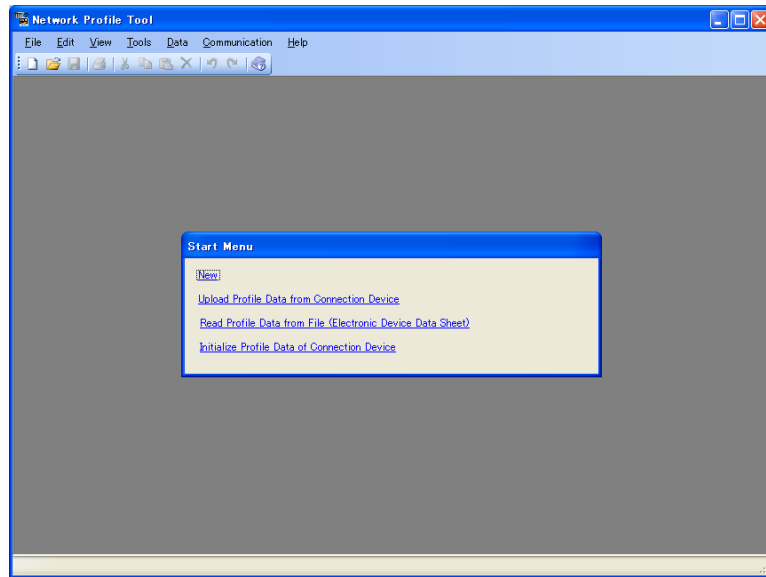 Network Profile Tool
File Edit View Tools Data Communication Help
Start Menu
New
Upload Profile Data from Connection Device
Read Profile Data from File (Electronic Device Data Sheet)
Initialize Profile Data of Connection Device